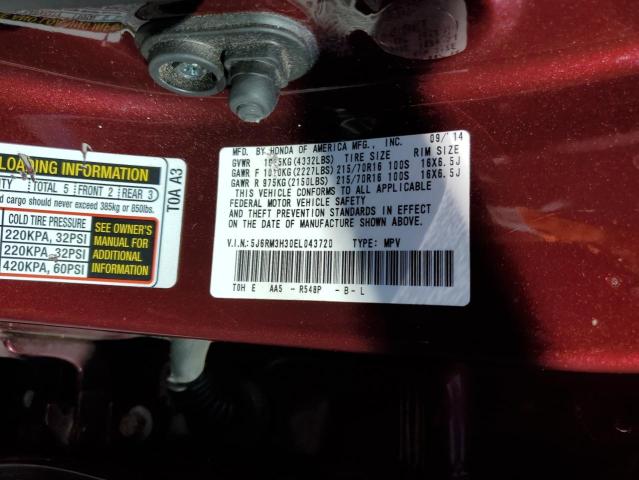 LOADING INFORMATION
TOTAL 5 FRONT 2 REAR 3
d cargo should never exceed 385kg or 850lbs.
COLD TIRE PRESSURE
220KPA, 32PSI
220KPA, 32PSI
420KPA, 60PSI
SEE OWNER'S
MANUAL FOR
ADDITIONAL
INFORMATION
T0A A3
MFD. BY HONDA OF AMERICA MFG., INC. 09/14
GVWR (4332LBS) TIRE SIZE RIM SIZE
GAWR F 1010KG (2227LBS) 215/70R16 100S 16X6.5J
GAWR R 975KG (2150LBS) 215/70R16 100S 16X6.5J
THIS VEHICLE CONFORMS TO ALL APPLICABLE
FEDERAL MOTOR VEHICLE SAFETY
AND THEFT PREVENTION STANDARDS IN EFFECT
ON THE DATE OF MANUFACTURE SHOWN ABOVE.
V.I.N.: 5J6RM3H30EL043720 TYPE: MPV
T0H E AA5 - R548P - B - L